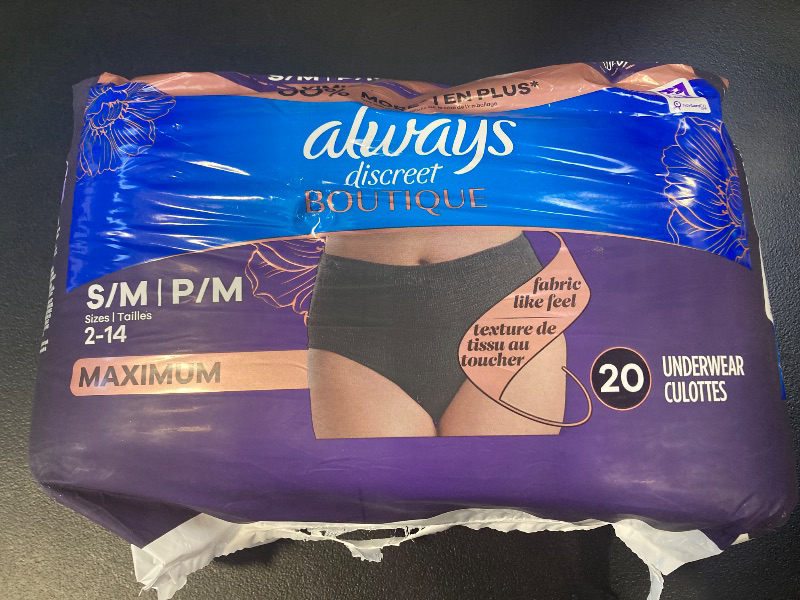 S/M | P/
MORE | EN PLUS*
always
discreet
BOUTIQUE
S/M | P/M
Sizes | Tailles
2-14
MAXIMUM
fabric
like feel
texture de
tissu au
toucher
20
UNDERWEAR
CULOTTES